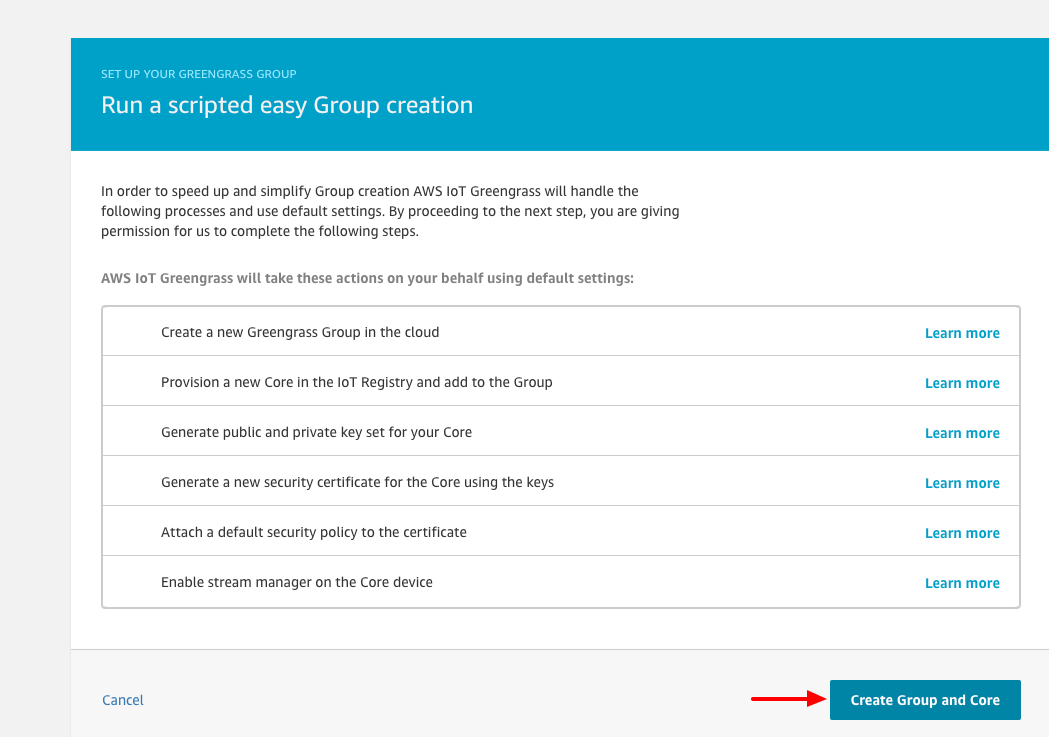 SET UP YOUR GREENGRASS GROUP
Run a scripted easy Group creation
In order to speed up and simplify Group creation AWS IoT Greengrass will handle the
following processes and use default settings. By proceeding to the next step, you are giving
permission for us to complete the following steps.
AWS IoT Greengrass will take these actions on your behalf using default settings:
Create a new Greengrass Group in the cloud Learn more
Provision a new Core in the IoT Registry and add to the Group Learn more
Generate public and private key set for your Core Learn more
Generate a new security certificate for the Core using the keys Learn more
Attach a default security policy to the certificate Learn more
Enable stream manager on the Core device Learn more
Cancel Create Group and Core